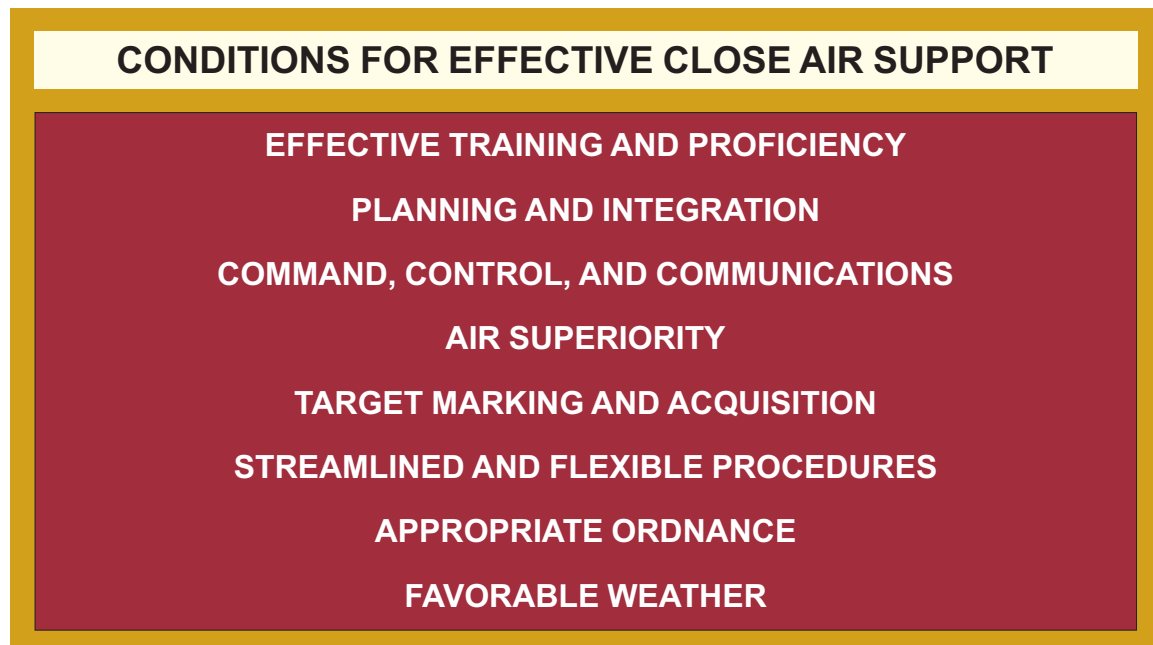 CONDITIONS FOR EFFECTIVE CLOSE AIR SUPPORT
EFFECTIVE TRAINING AND PROFICIENCY
PLANNING AND INTEGRATION
COMMAND, CONTROL, AND COMMUNICATIONS
AIR SUPERIORITY
TARGET MARKING AND ACQUISITION
STREAMLINED AND FLEXIBLE PROCEDURES
APPROPRIATE ORDNANCE
FAVORABLE WEATHER